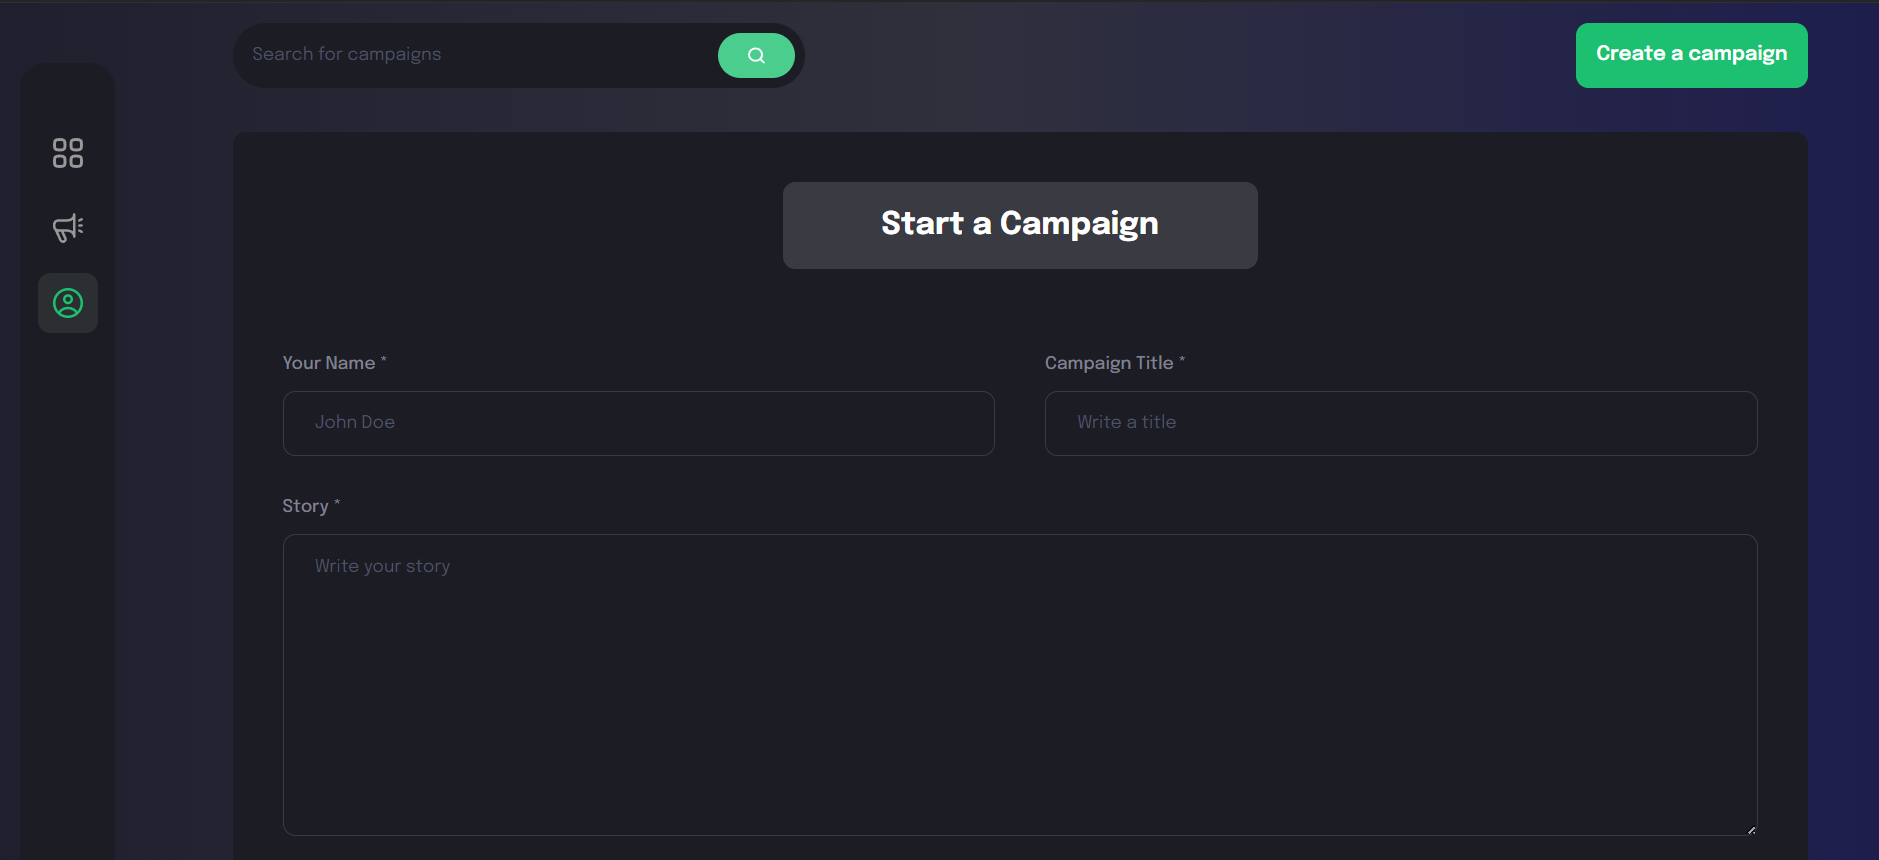 Search for campaigns
Create a campaign
Start a Campaign
Your Name *
Campaign Title *
John Doe
Write a title
Story *
Write your story